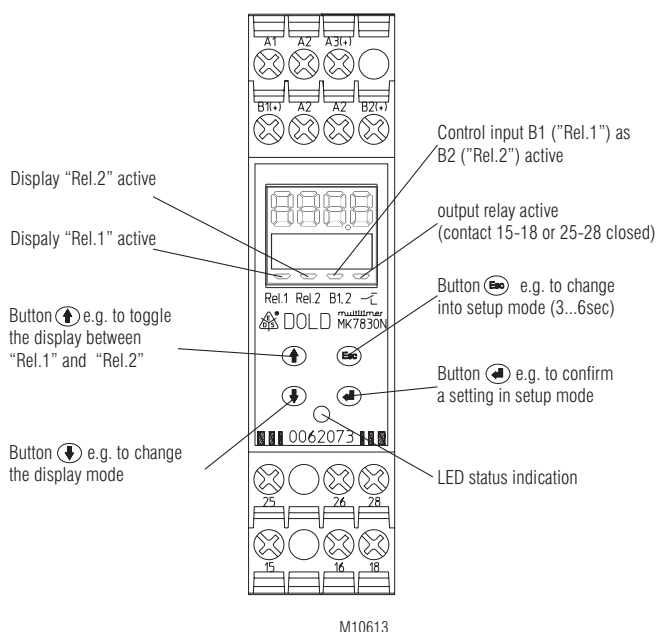 A1 A2 A3(+)
B1(+) A2 A2 B2(+)
Control input B1 ("Rel.1") as
B2 ("Rel.2") active
Display “Rel.2” active
output relay active
(contact 15-18 or 25-28 closed)
Dispaly “Rel.1” active
Rel.1 Rel.2 B1.2
Button Esc e.g. to change
into setup mode (3...6sec)
E D S DOLD multitimer
MK7830N
Button e.g. to toggle
the display between
“Rel.1” and “Rel.2”
Esc
Button e.g. to confirm
a setting in setup mode
0062073
Button e.g. to change
the display mode
LED status indication
25 26 28
15 16 18
M10613